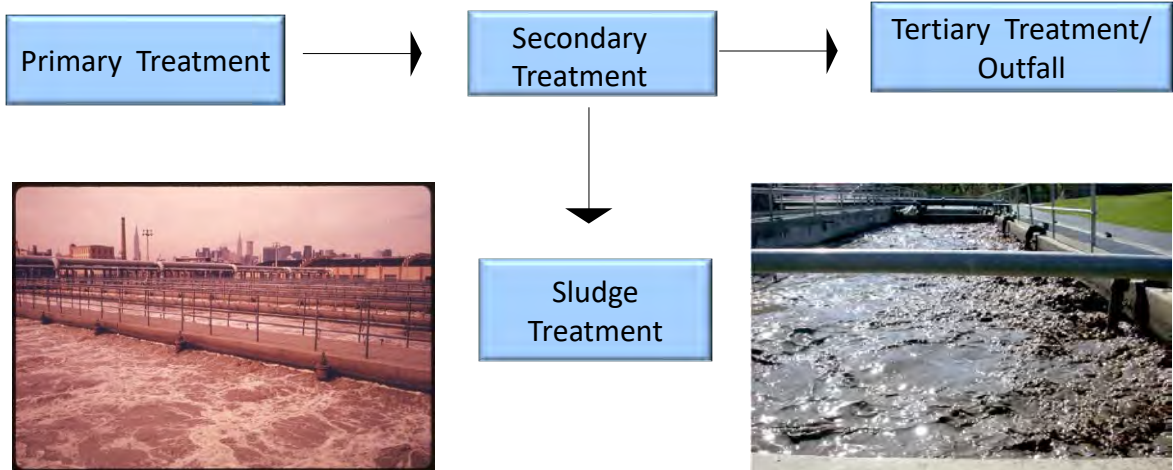 Primary Treatment
Secondary
Treatment
Tertiary Treatment/
Outfall
Sludge
Treatment